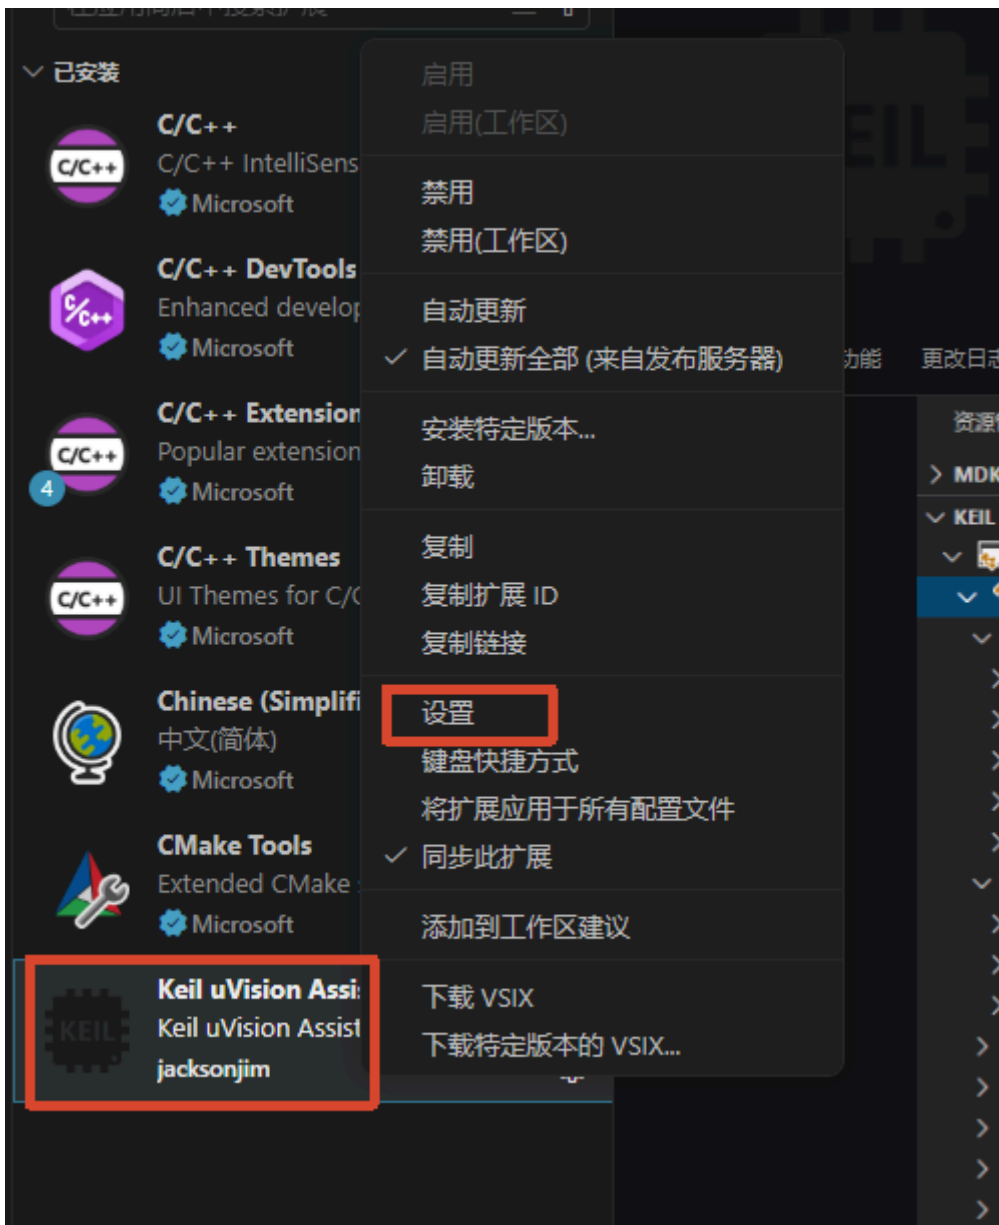 已安装
C/C++
C/C++ IntelliSens
Microsoft
C/C++ DevTools
Enhanced develop
Microsoft
C/C++ Extension
Popular extension
4
Microsoft
C/C++ Themes
UI Themes for C/C
Microsoft
Chinese (Simplifi
中文(简体)
Microsoft
CMake Tools
Extended CMake
Microsoft
Keil uVision Assi
Keil uVision Assist
jacksonjim
KEIL
启用
启用(工作区)
禁用
禁用(工作区)
自动更新
自动更新全部 (来自发布服务器)
安装特定版本...
卸载
复制
复制扩展 ID
复制链接
设置
键盘快捷方式
将扩展应用于所有配置文件
同步此扩展
添加到工作区建议
下载 VSIX
下载特定版本的 VSIX...
KEIL
功能
更改日志
资源
MDK
KEIL